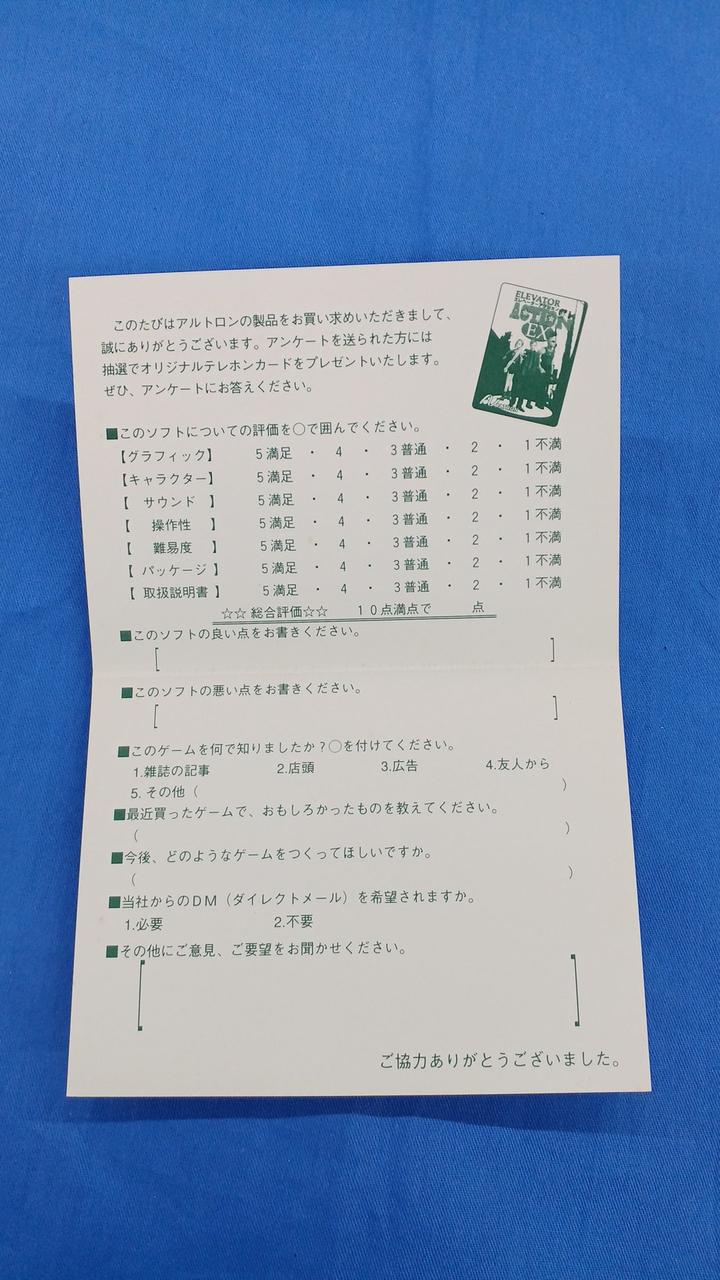 このたびはアルトロンの製品をお買い求めいただきまして、
誠にありがとうございます。アンケートを送られた方には
抽選でオリジナルテレホンカードをプレゼントいたします。
ぜひ、アンケートにお答えください。
ELEVATOR
ACTION
EX
■このソフトについての評価を○で囲んでください。
【グラフィック】 5満足 ・ 4 ・ 3普通 ・ 2 ・ 1不満
【キャラクター】 5満足 ・ 4 ・ 3普通 ・ 2 ・ 1不満
【 サウンド 】 5満足 ・ 4 ・ 3普通 ・ 2 ・ 1不満
【 操作性 】 5満足 ・ 4 ・ 3普通 ・ 2 ・ 1不満
【 難易度 】 5満足 ・ 4 ・ 3普通 ・ 2 ・ 1不満
【 パッケージ 】 5満足 ・ 4 ・ 3普通 ・ 2 ・ 1不満
【 取扱説明書 】 5満足 ・ 4 ・ 3普通 ・ 2 ・ 1不満
☆☆ 総合評価☆☆ 10点満点で 点
■このソフトの良い点をお書きください。
[ ]
■このソフトの悪い点をお書きください。
[ ]
■このゲームを何で知りましたか？○を付けてください。
1.雑誌の記事 2.店頭 3.広告 4.友人から
5. その他 ( )
■最近買ったゲームで、おもしろかったものを教えてください。
( )
■今後、どのようなゲームをつくってほしいですか。
( )
■当社からのDM（ダイレクトメール）を希望されますか。
1.必要 2.不要
■その他にご意見、ご要望をお聞かせください。
[ ]
ご協力ありがとうございました。